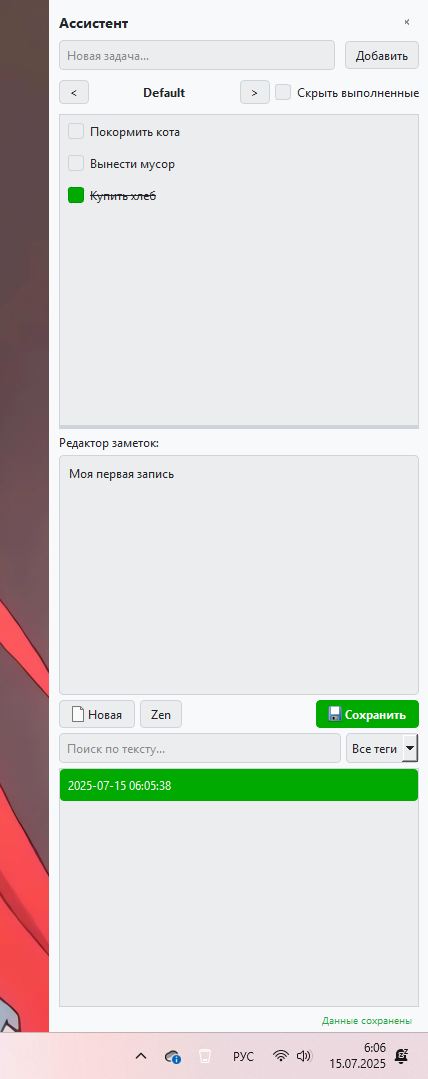 Ассистент ×
Новая задача... Добавить
< Default > Скрыть выполненные
Покормить кота
Вынести мусор
Купить хлеб
Редактор заметок:
Моя первая запись
Новая Zen Сохранить
Поиск по тексту... Все теги
2025-07-15 06:05:38
Данные сохранены
РУС 6:06
15.07.2025